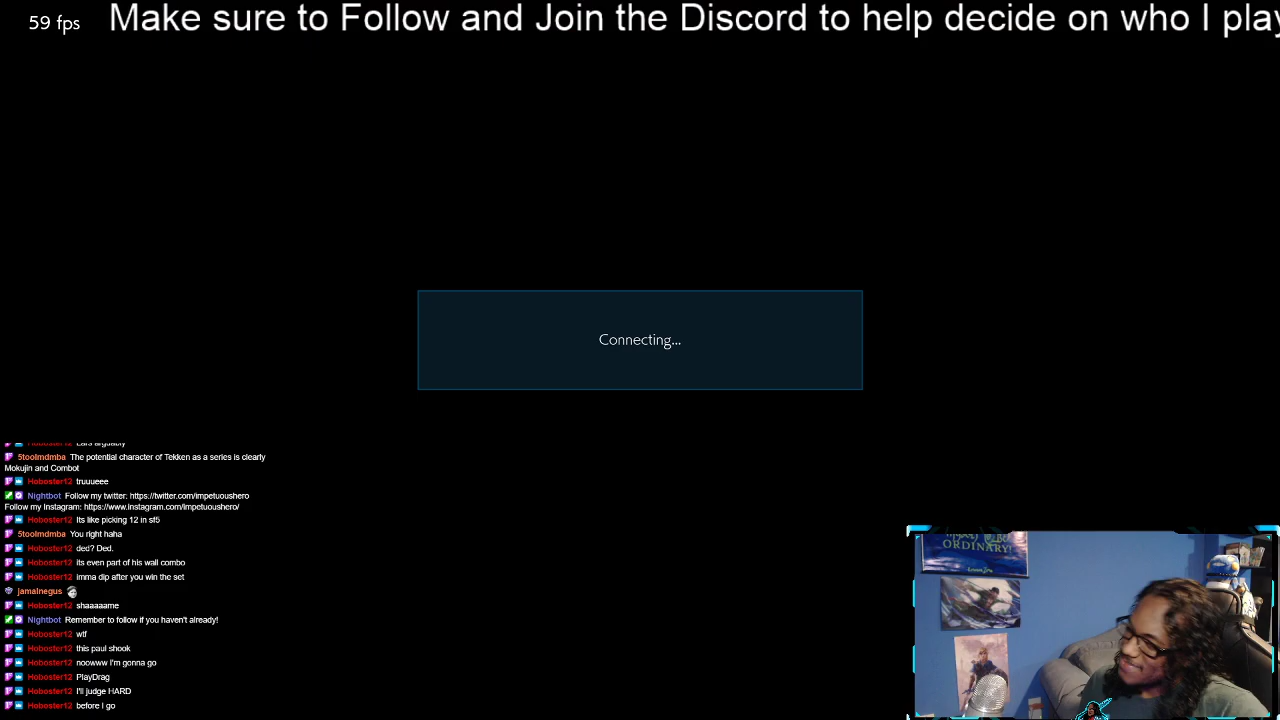 59 fps
Make sure to Follow and Join the Discord to help decide on who I play
Connecting...
Hoboster12 Lars arguably
5toolmdmba The potential character of Tekken as a series is clearly
Mokujin and Combot
Hoboster12 truuueee
Nightbot Follow my twitter: https://twitter.com/impetuoushero
Follow my Instagram: https://www.instagram.com/impetuoushero/
Hoboster12 Its like picking 12 in sf5
5toolmdmba You right haha
Hoboster12 ded? Ded.
Hoboster12 its even part of his wall combo
Hoboster12 imma dip after you win the set
jamalnegus
Hoboster12 shaaaaame
Nightbot Remember to follow if you haven't already!
Hoboster12 wtf
Hoboster12 this paul shook
Hoboster12 noowww I'm gonna go
Hoboster12 PlayDrag
Hoboster12 I'll judge HARD
Hoboster12 before I go
ORDINARY!